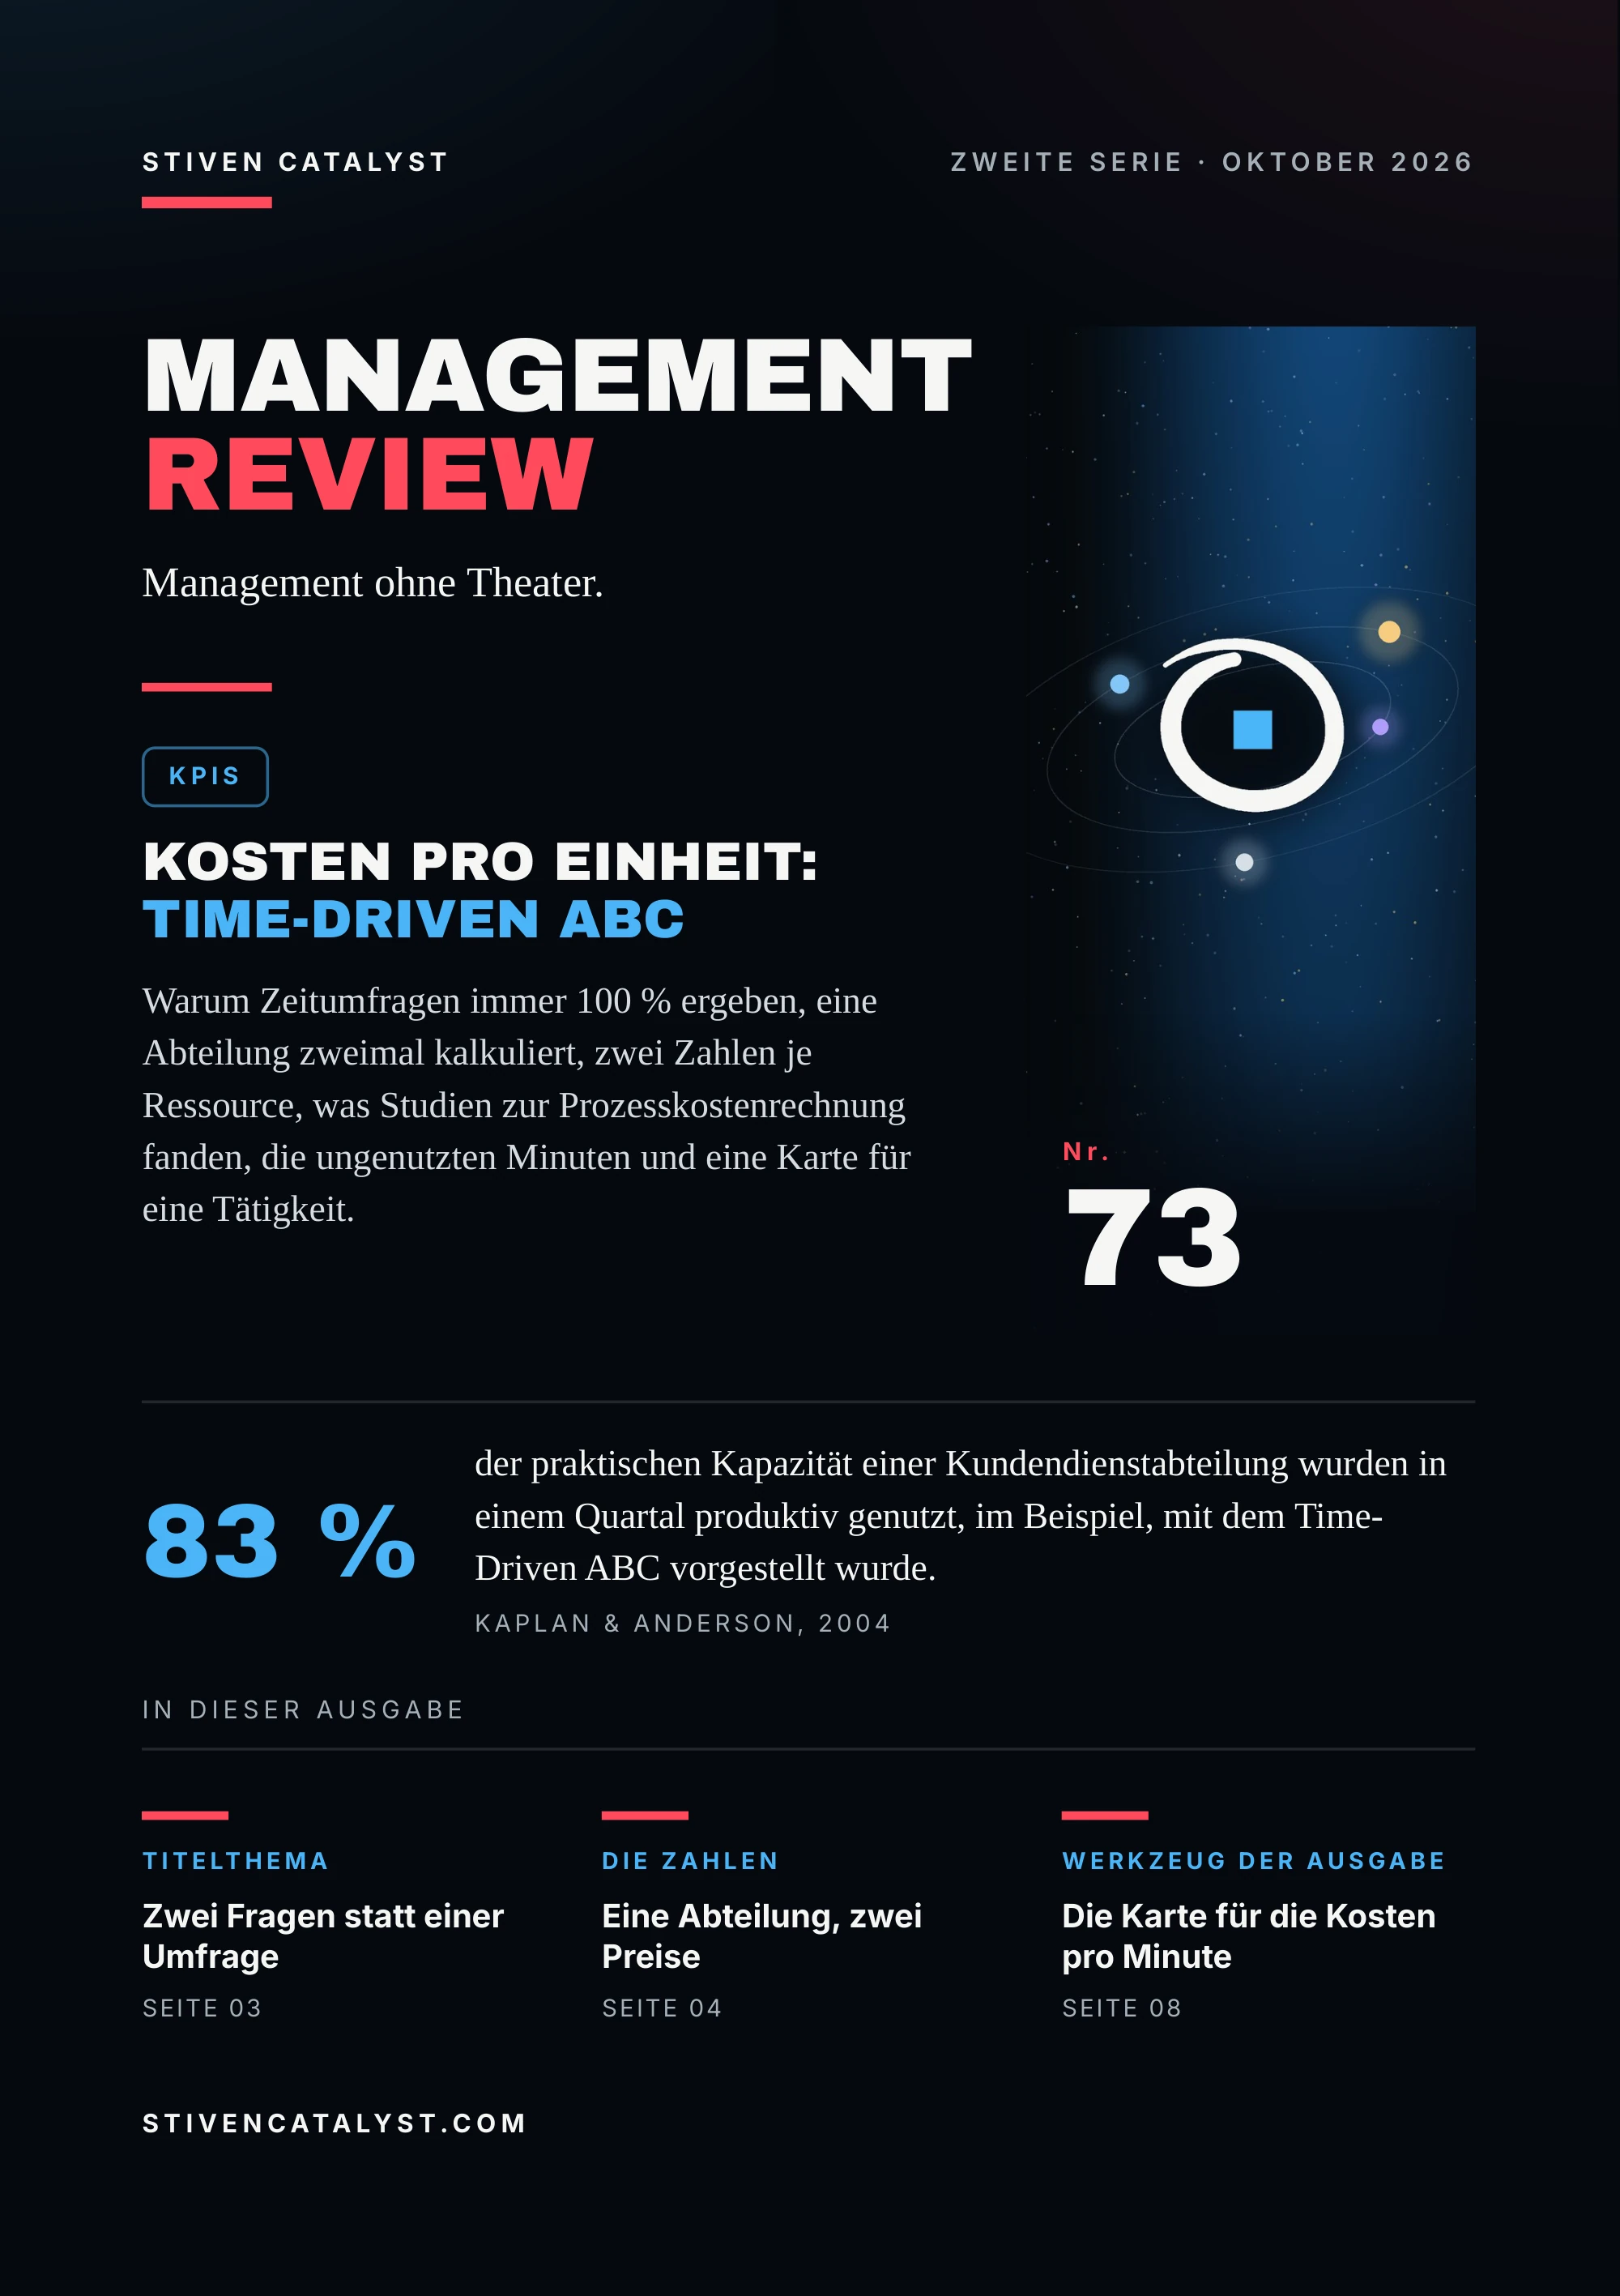 STIVEN CATALYST
ZWEITE SERIE · OKTOBER 2026
MANAGEMENT
REVIEW
Management ohne Theater.
KPIS
KOSTEN PRO EINHEIT:
TIME-DRIVEN ABC
Warum Zeitumfragen immer 100 % ergeben, eine
Abteilung zweimal kalkuliert, zwei Zahlen je
Ressource, was Studien zur Prozesskostenrechnung
fanden, die ungenutzten Minuten und eine Karte für
eine Tätigkeit.
Nr.
73
83 %
der praktischen Kapazität einer Kundendienstabteilung wurden in
einem Quartal produktiv genutzt, im Beispiel, mit dem Time-
Driven ABC vorgestellt wurde.
KAPLAN & ANDERSON, 2004
IN DIESER AUSGABE
TITELTHEMA
Zwei Fragen statt einer
Umfrage
SEITE 03
DIE ZAHLEN
Eine Abteilung, zwei
Preise
SEITE 04
WERKZEUG DER AUSGABE
Die Karte für die Kosten
pro Minute
SEITE 08
STIVENCATALYST.COM